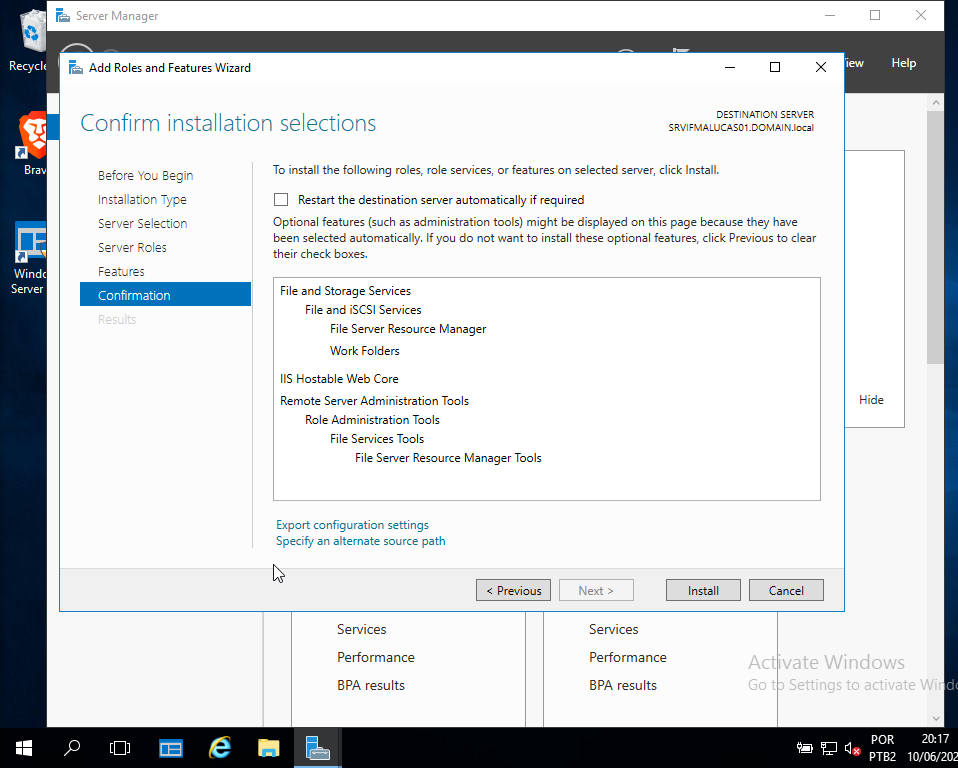 Server Manager
Recycle
View
Help
Add Roles and Features Wizard
Confirm installation selections
DESTINATION SERVER
SRVIFMALUCAS01.DOMAIN.local
Brav
Before You Begin
Installation Type
Server Selection
Server Roles
Features
Confirmation
Results
To install the following roles, role services, or features on selected server, click Install.
Restart the destination server automatically if required
Optional features (such as administration tools) might be displayed on this page because they have
been selected automatically. If you do not want to install these optional features, click Previous to clear
their check boxes.
File and Storage Services
File and iSCSI Services
File Server Resource Manager
Work Folders
IIS Hostable Web Core
Remote Server Administration Tools
Role Administration Tools
File Services Tools
File Server Resource Manager Tools
Windo
Server
Hide
Export configuration settings
Specify an alternate source path
< Previous
Next >
Install
Cancel
Services
Performance
BPA results
Services
Performance
BPA results
Activate Windows
Go to Settings to activate Windo
POR
PTB2
20:17
10/06/202